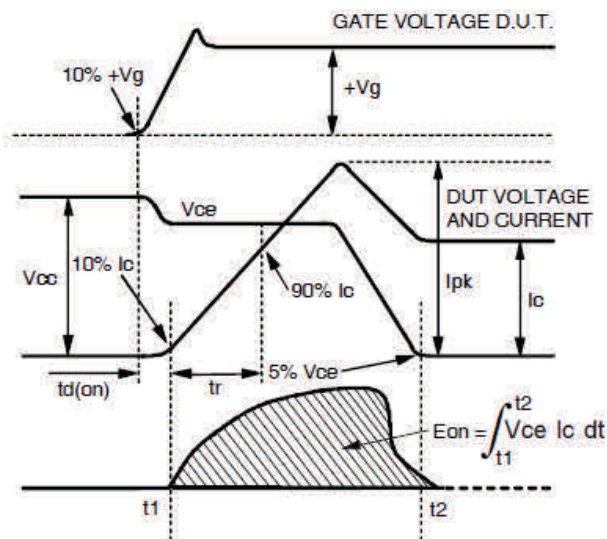 GATE VOLTAGE D.U.T.
10% +Vg
+Vg
Vce
DUT VOLTAGE
AND CURRENT
Vcc
10% Ic
90% Ic
Ipk
Ic
td(on)
tr
5% Vce
Eon = ∫ Vce Ic dt
t2
t1
t1
t2